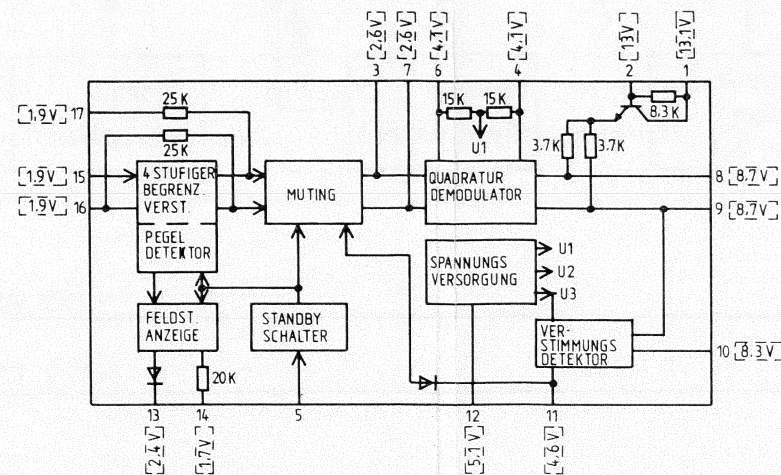 [2,6V] [2,6V] [4,1V] [4,1V] [13V] [13,1V]
3 7 6 4 2 1
[1,9V] 17 25K 15K 15K 8,3K
25K U1 3.7K 3.7K
[1,9V] 15
[1,9V] 16
4 STUFIGER
BEGRENZ.
VERST.
PEGEL
DETEKTOR
MUTING
QUADRATUR
DEMODULATOR
8 [8,7V]
9 [8,7V]
SPANNUNGS
VERSORGUNG
U1
U2
U3
FELDST.
ANZEIGE
STANDBY
SCHALTER
VER-
STIMMUNGS
DETEKTOR
10 [8.3V]
20K
13 14 5 12 11
[2.4V] [1.7V] [5.1V] [4,6V]